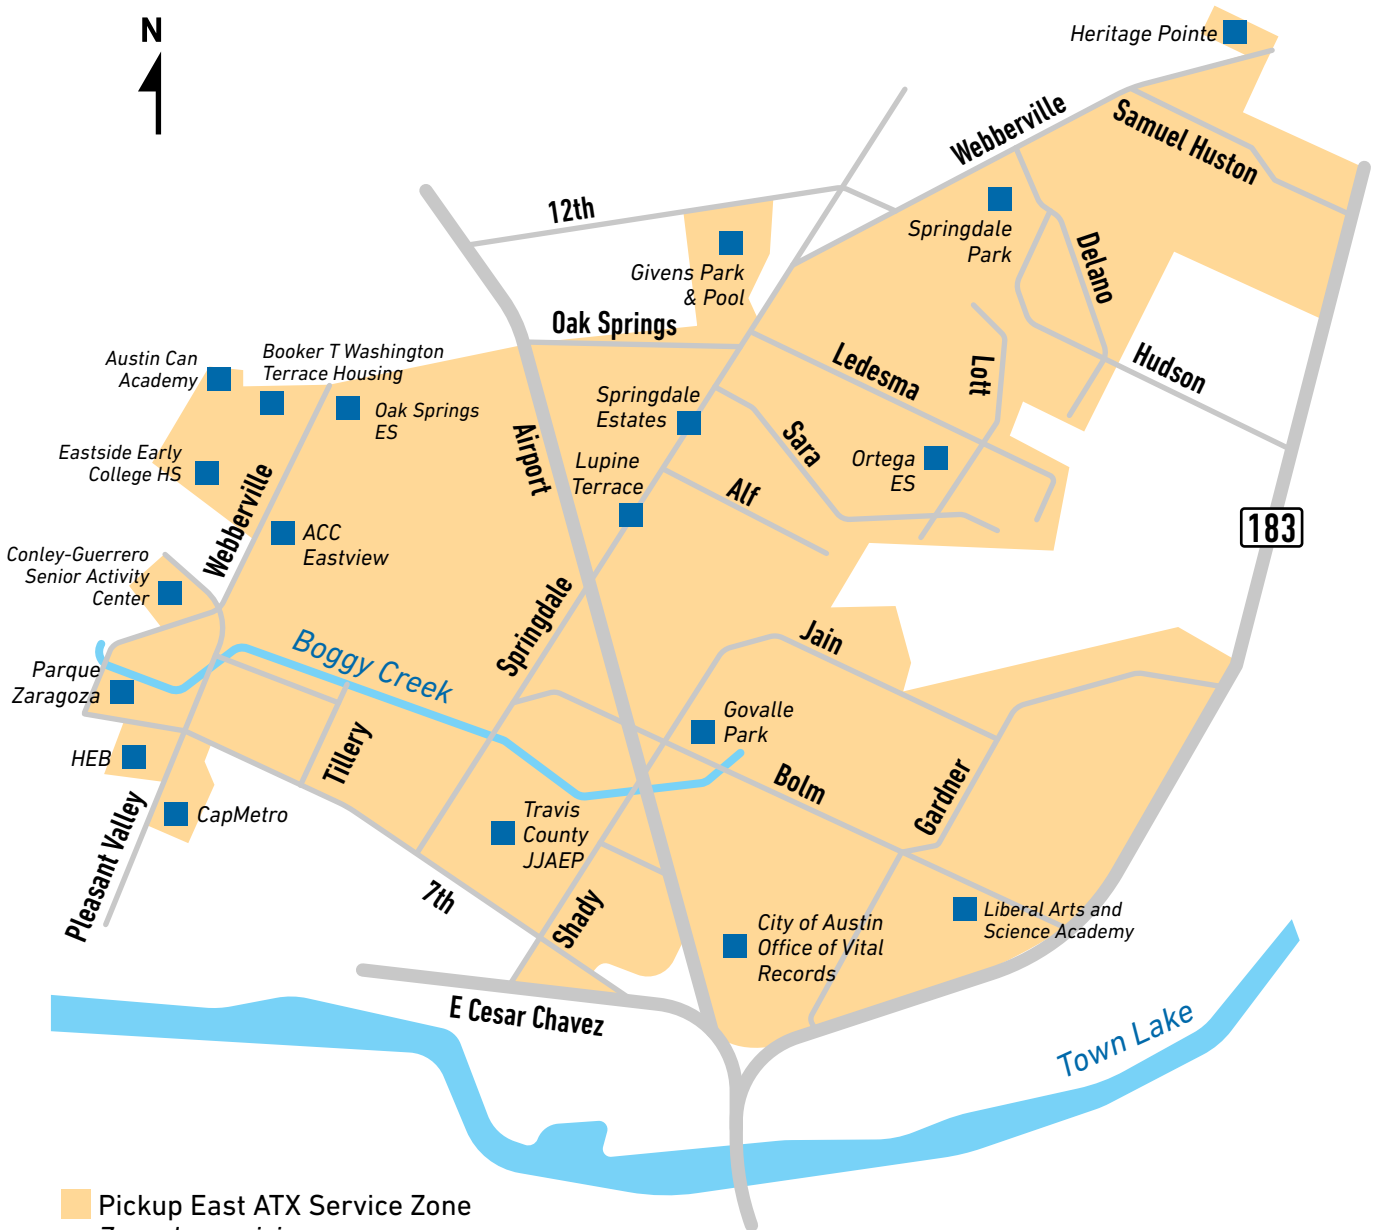 N
Heritage Pointe
Webberville
Samuel Huston
12th
Springdale
Park
Delano
Givens Park
& Pool
Oak Springs
Austin Can
Academy
Booker T Washington
Terrace Housing
Oak Springs
ES
Ledesma
Lott
Hudson
Springdale
Estates
Airport
Sara
Eastside Early
College HS
Lupine
Terrace
Ortega
ES
Alf
Webberville
ACC
Eastview
183
Conley-Guerrero
Senior Activity
Center
Springdale
Jain
Boggy Creek
Parque
Zaragoza
Govalle
Park
HEB
Tillery
Bolm
Gardner
CapMetro
Travis
County
JJAEP
Pleasant Valley
7th
Shady
City of Austin
Office of Vital
Records
Liberal Arts and
Science Academy
E Cesar Chavez
Town Lake
Pickup East ATX Service Zone